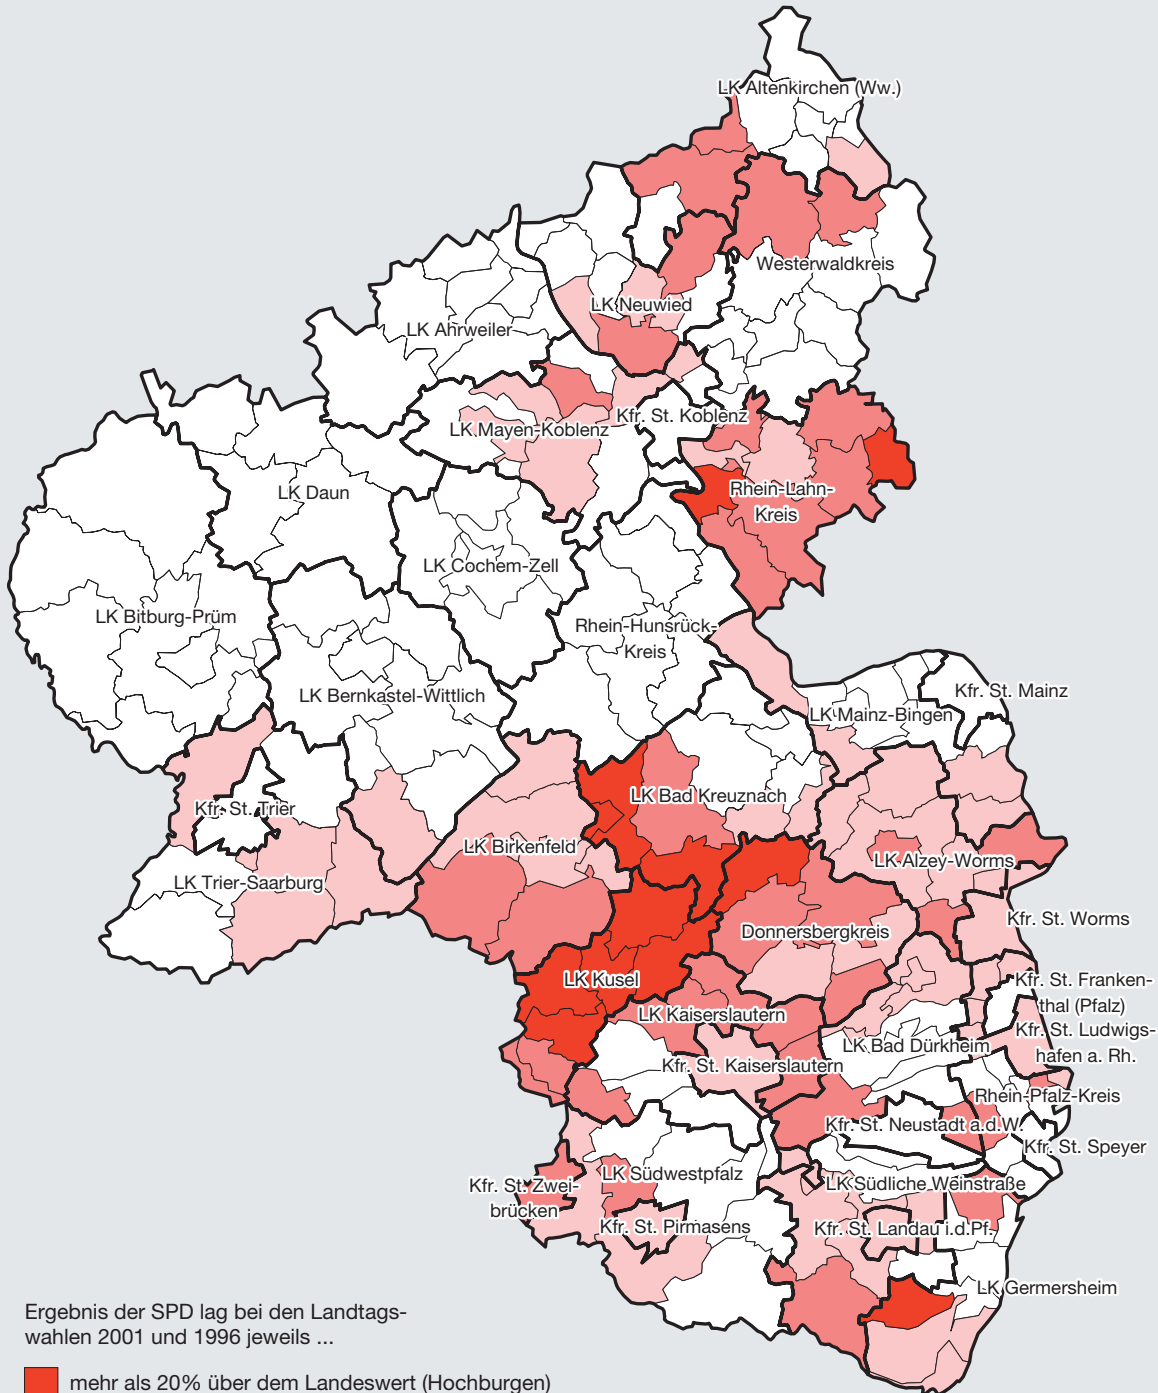 LK Altenkirchen (Ww.)
Westerwaldkreis
LK Neuwied
LK Ahrweiler
Kfr. St. Koblenz
LK Mayen-Koblenz
LK Daun
Rhein-Lahn-
Kreis
LK Cochem-Zell
LK Bitburg-Prüm
Rhein-Hunsrück-
Kreis
LK Bernkastel-Wittlich
Kfr. St. Mainz
LK Mainz-Bingen
LK Bad Kreuznach
Kfr. St. Trier
LK Birkenfeld
LK Alzey-Worms
LK Trier-Saarburg
Kfr. St. Worms
Donnersbergkreis
LK Kusel
Kfr. St. Franken-
thal (Pfalz)
LK Kaiserslautern
Kfr. St. Ludwigs-
hafen a. Rh.
LK Bad Dürkheim
Kfr. St. Kaiserslautern
Rhein-Pfalz-Kreis
Kfr. St. Neustadt a.d.W.
Kfr. St. Speyer
LK Südwestpfalz
LK Südliche Weinstraße
Kfr. St. Zwei-
brücken
Kfr. St. Pirmasens
Kfr. St. Landau i.d.Pf.
LK Germersheim
Ergebnis der SPD lag bei den Landtags-
wahlen 2001 und 1996 jeweils ...
mehr als 20% über dem Landeswert (Hochburgen)